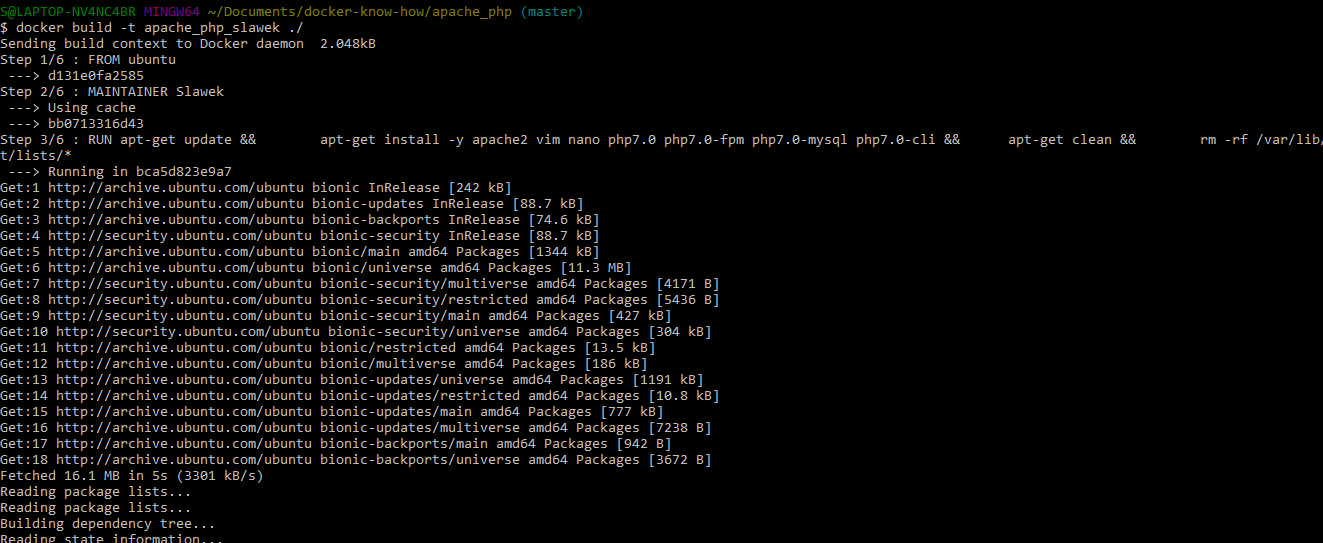 S@LAPTOP-NV4NC4BR MINGW64 ~/Documents/docker-know-how/apache_php (master)
$ docker build -t apache_php_slawek ./
Sending build context to Docker daemon  2.048kB
Step 1/6 : FROM ubuntu
 ---> d131e0fa2585
Step 2/6 : MAINTAINER Slawek
 ---> Using cache
 ---> bb0713316d43
Step 3/6 : RUN apt-get update &&        apt-get install -y apache2 vim nano php7.0 php7.0-fpm php7.0-mysql php7.0-cli &&      apt-get clean &&        rm -rf /var/lib/
t/lists/*
 ---> Running in bca5d823e9a7
Get:1 http://archive.ubuntu.com/ubuntu bionic InRelease [242 kB]
Get:2 http://archive.ubuntu.com/ubuntu bionic-updates InRelease [88.7 kB]
Get:3 http://archive.ubuntu.com/ubuntu bionic-backports InRelease [74.6 kB]
Get:4 http://security.ubuntu.com/ubuntu bionic-security InRelease [88.7 kB]
Get:5 http://archive.ubuntu.com/ubuntu bionic/main amd64 Packages [1344 kB]
Get:6 http://archive.ubuntu.com/ubuntu bionic/universe amd64 Packages [11.3 MB]
Get:7 http://security.ubuntu.com/ubuntu bionic-security/multiverse amd64 Packages [4171 B]
Get:8 http://security.ubuntu.com/ubuntu bionic-security/restricted amd64 Packages [5436 B]
Get:9 http://security.ubuntu.com/ubuntu bionic-security/main amd64 Packages [427 kB]
Get:10 http://security.ubuntu.com/ubuntu bionic-security/universe amd64 Packages [304 kB]
Get:11 http://archive.ubuntu.com/ubuntu bionic/restricted amd64 Packages [13.5 kB]
Get:12 http://archive.ubuntu.com/ubuntu bionic/multiverse amd64 Packages [186 kB]
Get:13 http://archive.ubuntu.com/ubuntu bionic-updates/universe amd64 Packages [1191 kB]
Get:14 http://archive.ubuntu.com/ubuntu bionic-updates/restricted amd64 Packages [10.8 kB]
Get:15 http://archive.ubuntu.com/ubuntu bionic-updates/main amd64 Packages [777 kB]
Get:16 http://archive.ubuntu.com/ubuntu bionic-updates/multiverse amd64 Packages [7238 B]
Get:17 http://archive.ubuntu.com/ubuntu bionic-backports/main amd64 Packages [942 B]
Get:18 http://archive.ubuntu.com/ubuntu bionic-backports/universe amd64 Packages [3672 B]
Fetched 16.1 MB in 5s (3301 kB/s)
Reading package lists...
Reading package lists...
Building dependency tree...
Reading state information...